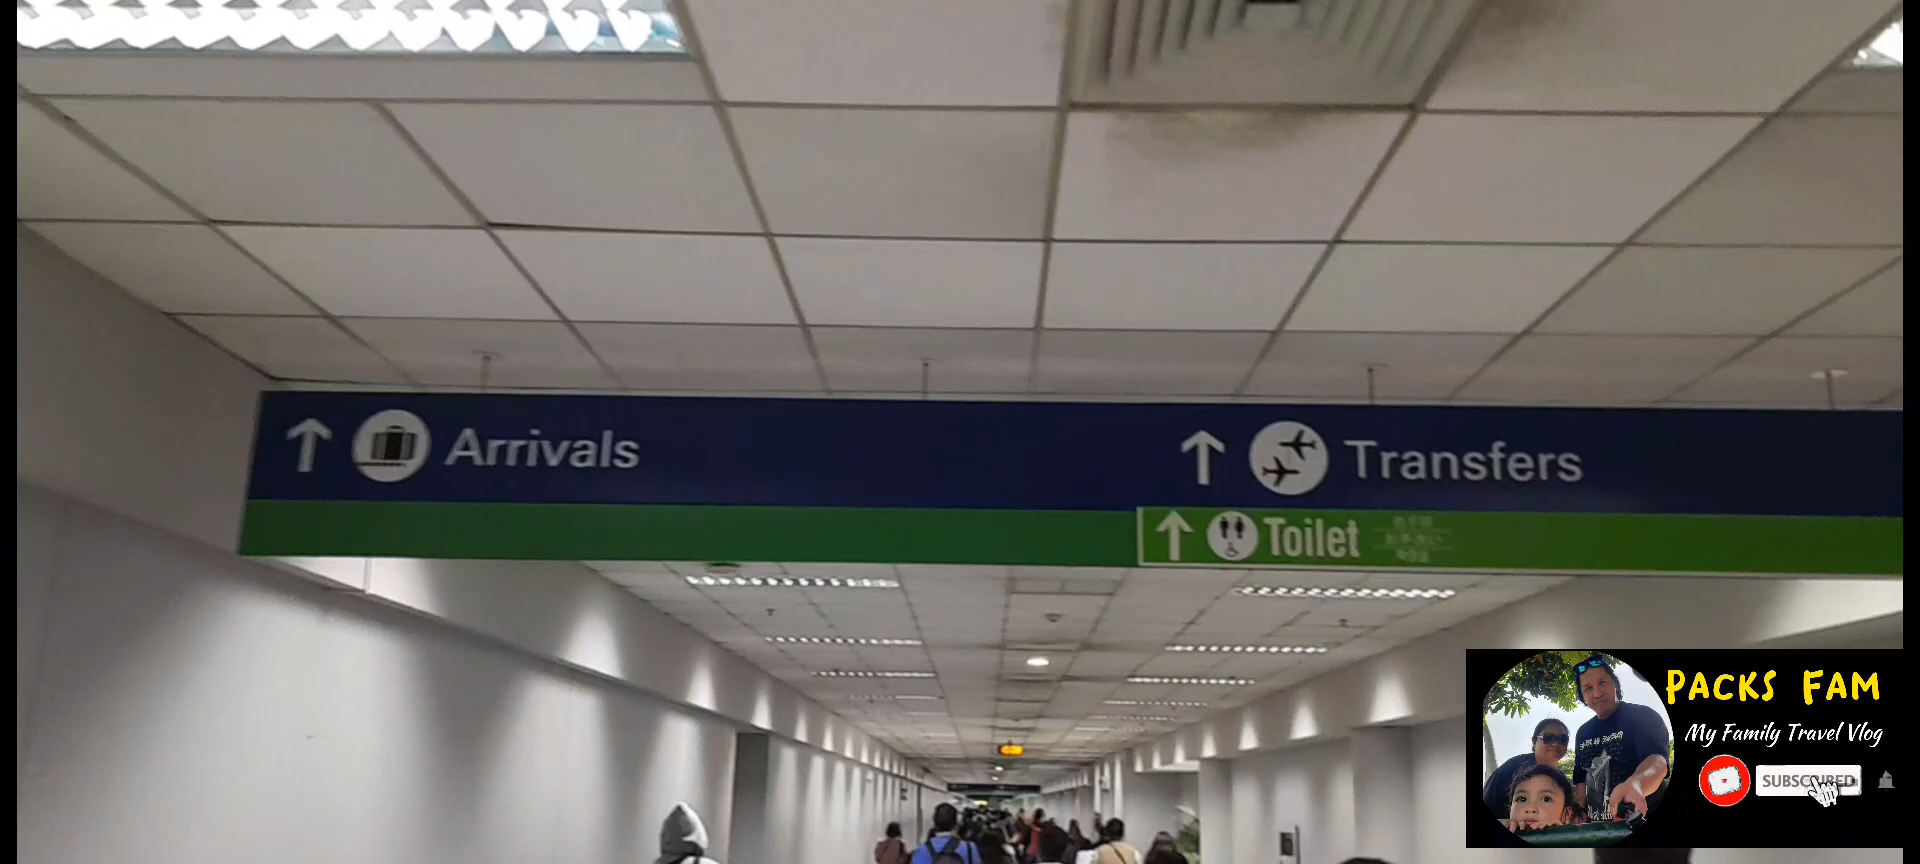 Arrivals
Transfers
Toilet
PACKS FAM
My Family Travel Vlog
SUBSCRIBED